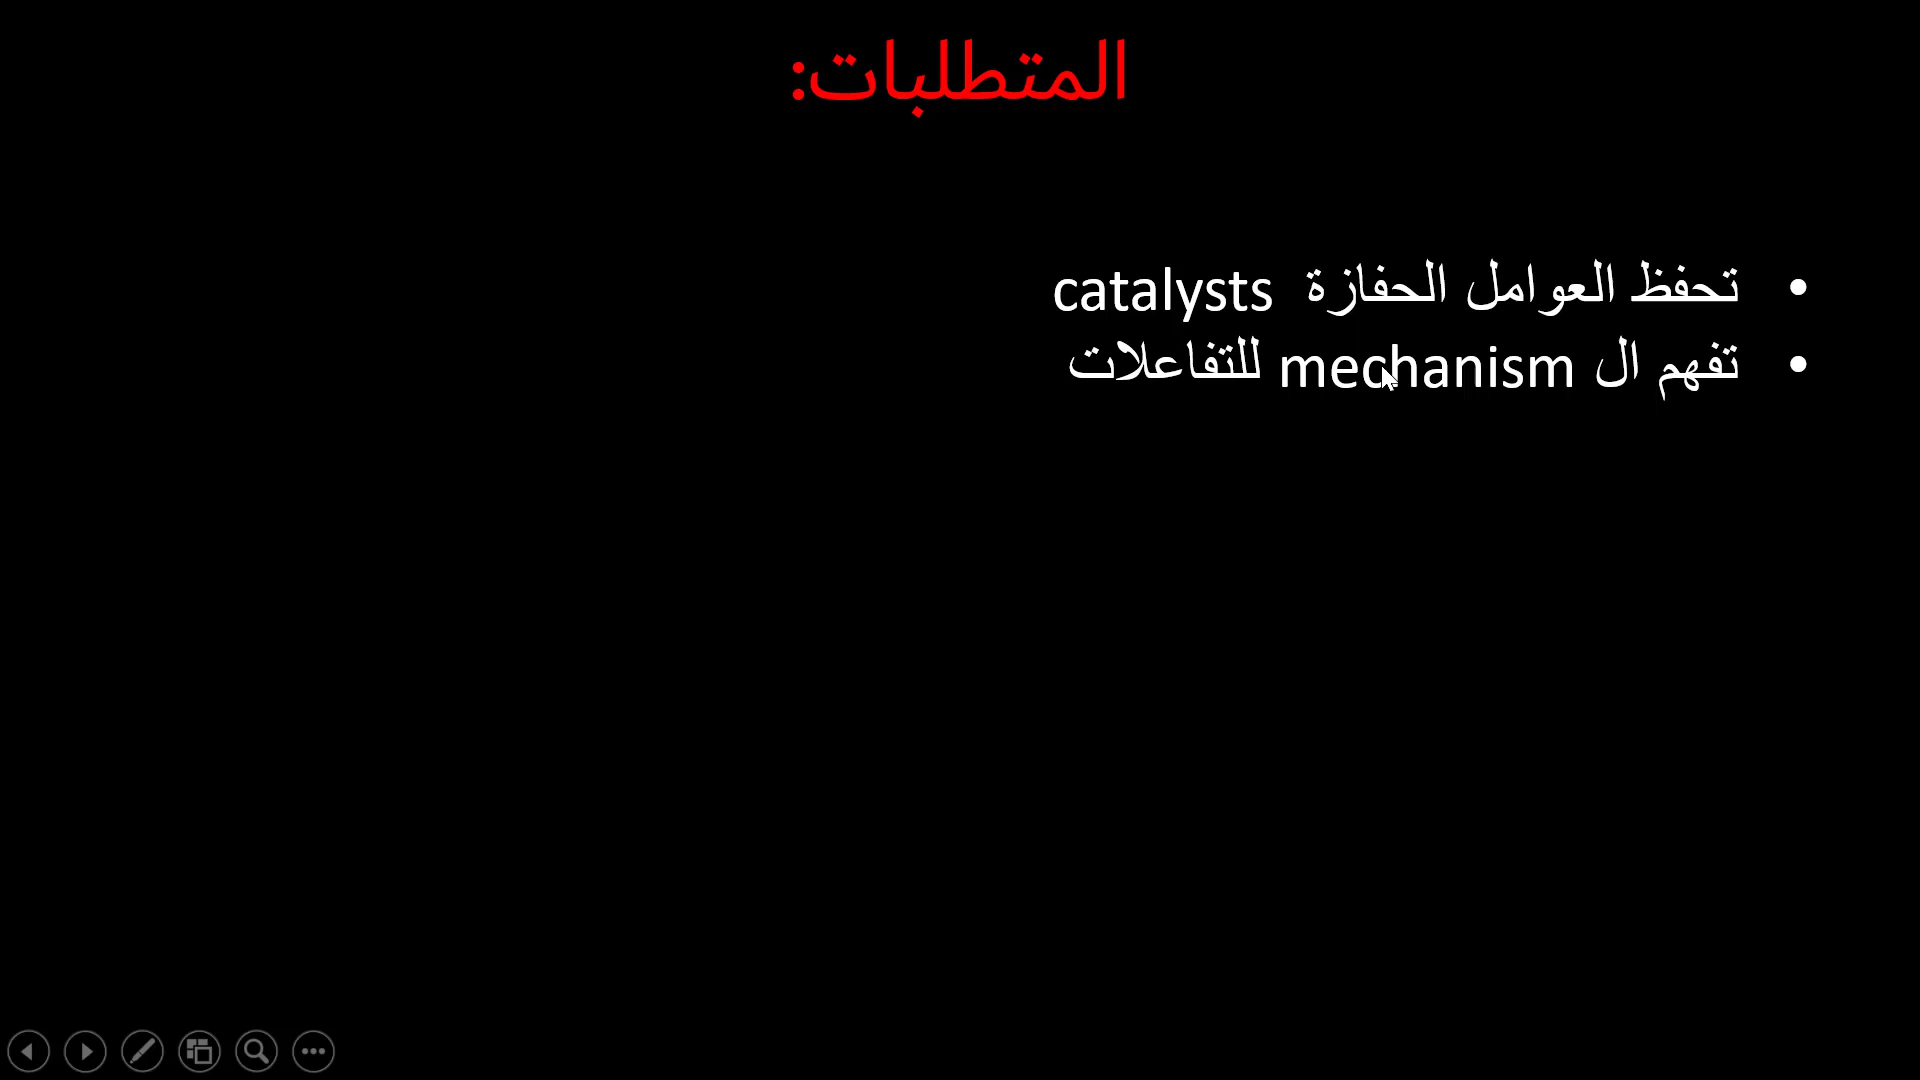 المتطلبات:
• تحفظ العوامل الحفازة catalysts
• تفهم ال mechanism للتفاعلات